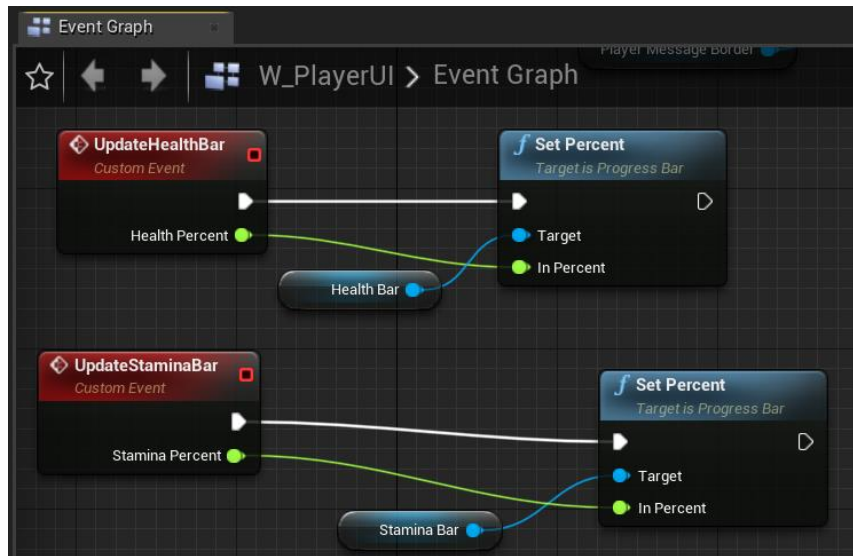 Event Graph
Player Message Border
W_PlayerUI > Event Graph
UpdateHealthBar
Custom Event
Health Percent
Set Percent
Target is Progress Bar
Target
In Percent
Health Bar
UpdateStaminaBar
Custom Event
Stamina Percent
Set Percent
Target is Progress Bar
Target
In Percent
Stamina Bar